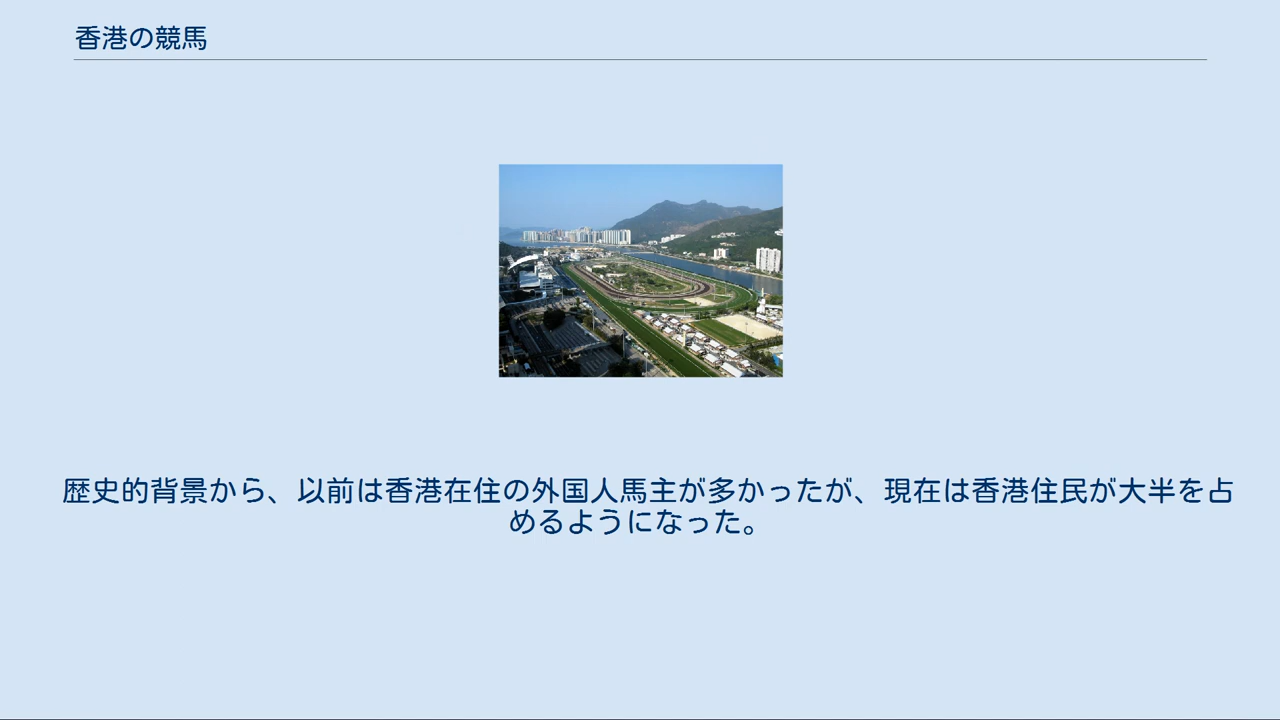 香港の競馬
歴史的背景から、以前は香港在住の外国人馬主が多かったが、現在は香港住民が大半を占
めるようになった。